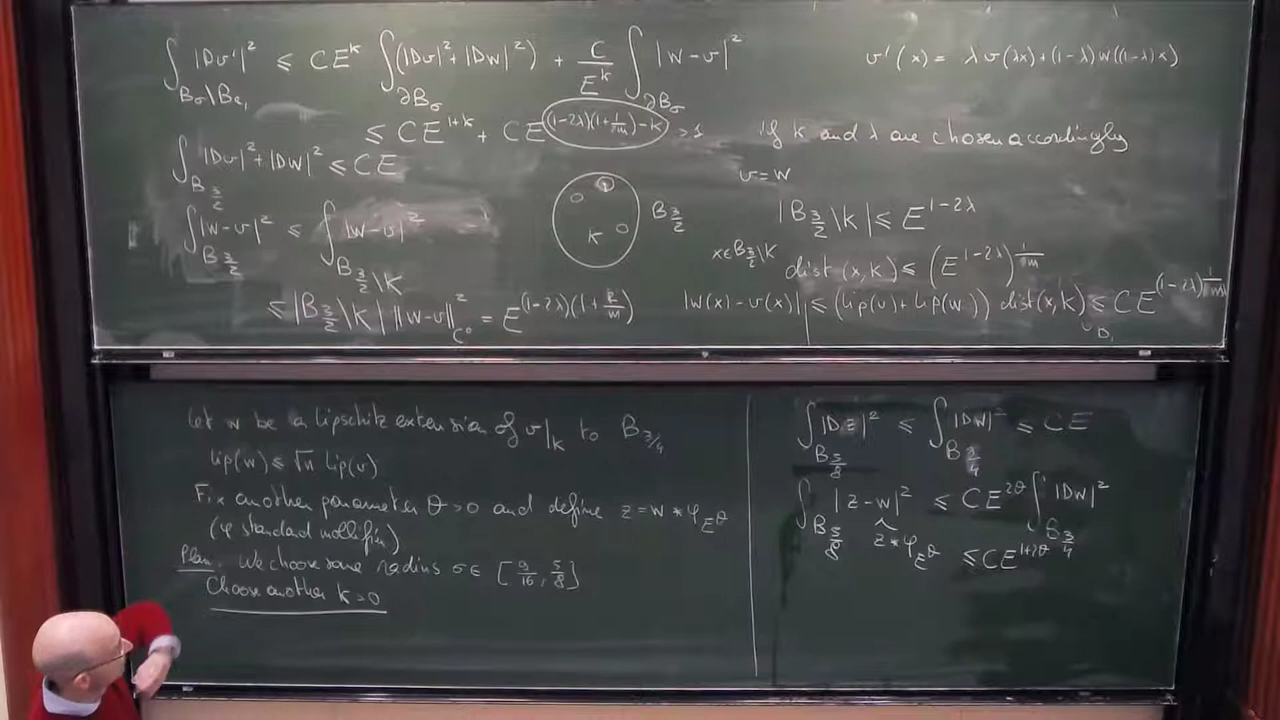 ∫_{B_σ\B_{e_1}} |Dv'|² ≤ CE^k ∫_{∂B_σ} (|Dv|² + |Dw|²) + C/E^k ∫_{∂B_σ} |w-v|²
v'(x) = λ v(λx) + (1-λ) w((1-λ)x)
≤ CE^{1+k} + CE^{(1-2λ)(1+1/m)-k} >1
if k and λ are chosen accordingly
∫_{B_{3/2}} |Dv|² + |Dw|² ≤ CE
v = w
K
B_{3/2}
|B_{3/2}\K| ≤ E^{1-2λ}
∫_{B_{3/2}} |w-v|² ≤ ∫_{B_{3/2}\K} |w-v|²
x∈B_{3/2}\K dist(x,K) ≤ (E^{1-2λ})^{1/m}
≤ |B_{3/2}\K| ||w-v||²_{C⁰} = E^{(1-2λ)(1+2/m)}
|w(x) - v(x)| ≤ (Lip(v) + Lip(w)) dist(x,K) ≤ CE^{(1-2λ)1/m}
Let w be a Lipschitz extension of v|_K to B_{3/4}
Lip(w) ≤ √n Lip(v)
Fix another parameter θ>0 and define z = w * φ_{E^θ}
(φ standard mollifier)
Plan. We choose some radius σ ∈ [9/16, 5/8]
Choose another k>0
∫_{B_{5/8}} |Dz|² ≤ ∫_{B_{3/4}} |Dw|² ≤ CE
∫_{B_{5/8}} |z-w|² ≤ CE^{2θ} ∫_{B_{3/4}} |Dw|²
z*φ_{E^θ} ≤ CE^{1+2θ}